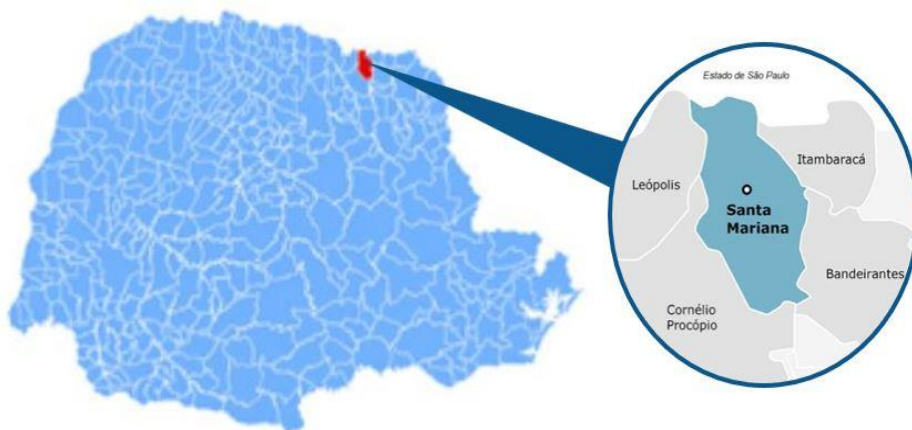 Estado de São Paulo
Itambaracá
Leópolis
Santa
Mariana
Bandeirantes
Cornélio
Procópio